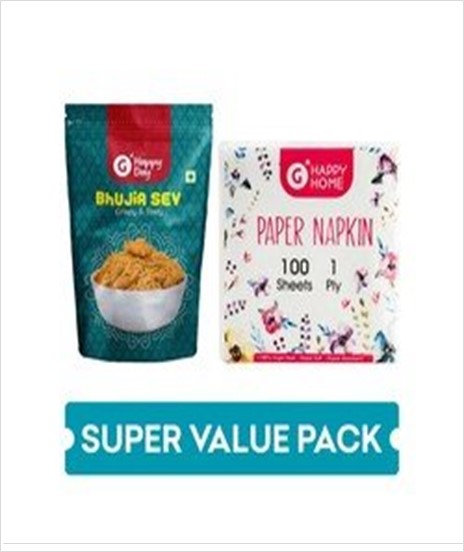 G
Happy
Day
BHUJIA SEV
Crispy & Tasty
G
HAPPY
HOME
PAPER NAPKIN
100 1
Sheets Ply
SUPER VALUE PACK